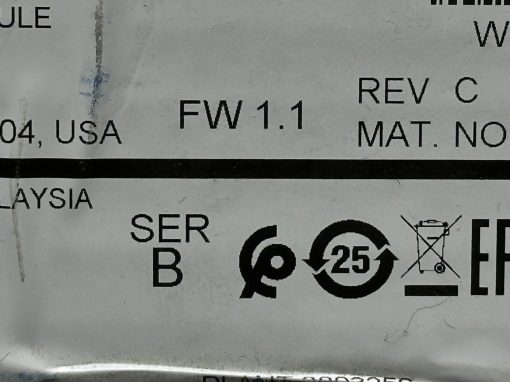 ULE
W
REV C
FW 1.1
04, USA
MAT. NO
LAYSIA
SER
B
25